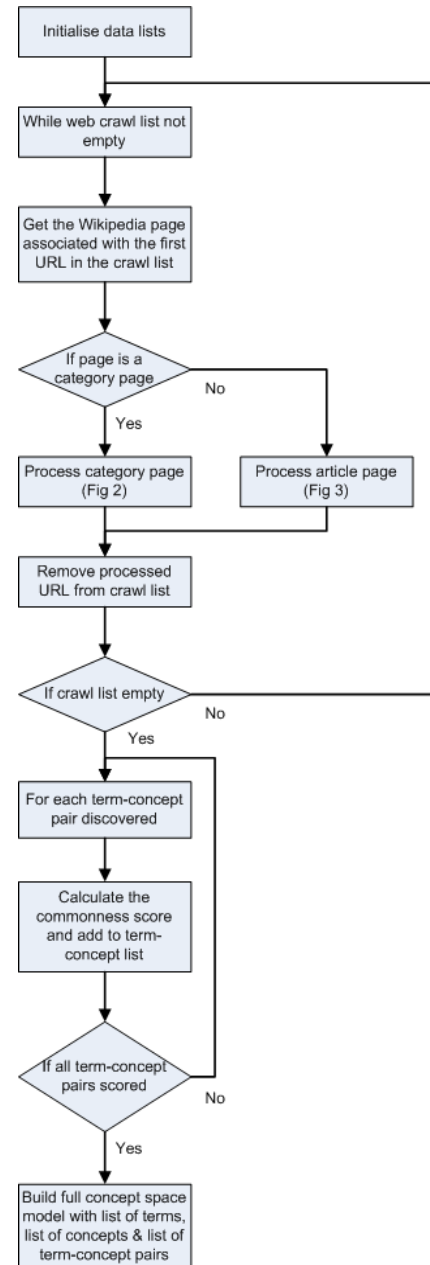 Initialise data lists
While web crawl list not
empty
Get the Wikipedia page
associated with the first
URL in the crawl list
If page is a
category page
No
Yes
Process category page
(Fig 2)
Process article page
(Fig 3)
Remove processed
URL from crawl list
If crawl list empty
No
Yes
For each term-concept
pair discovered
Calculate the
commonness score
and add to term-
concept list
If all term-concept
pairs scored
No
Yes
Build full concept space
model with list of terms,
list of concepts & list of
term-concept pairs